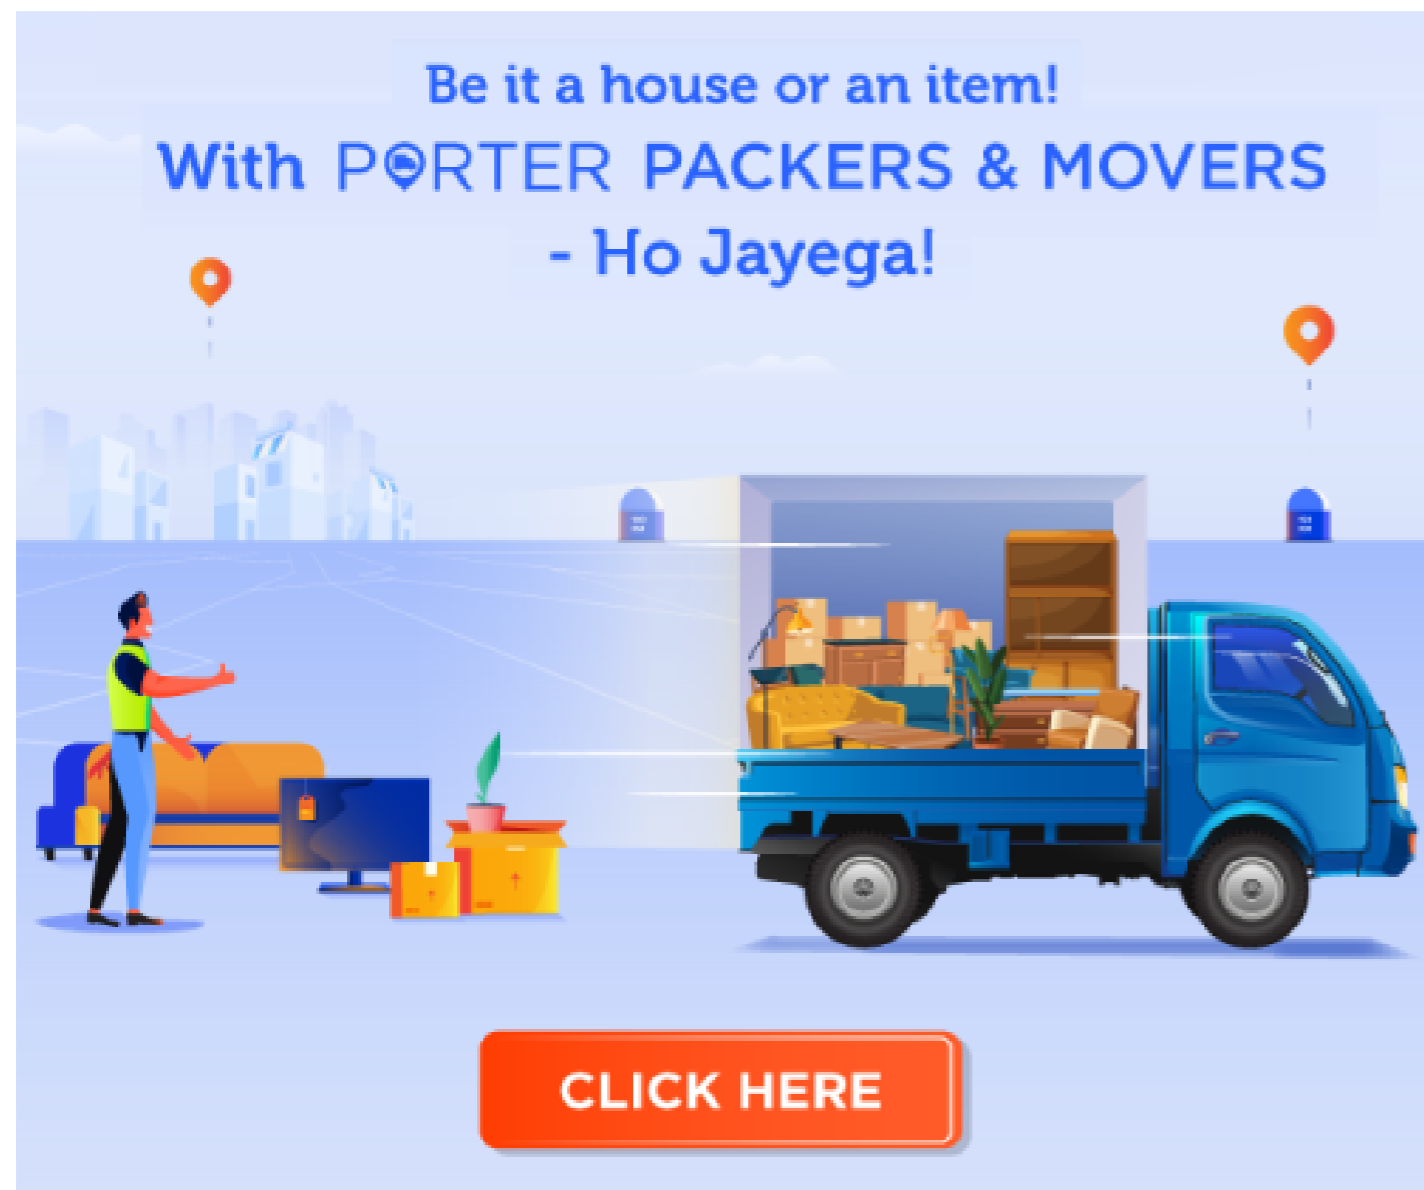 Be it a house or an item!
With PORTER PACKERS & MOVERS
- Ho Jayega!
CLICK HERE